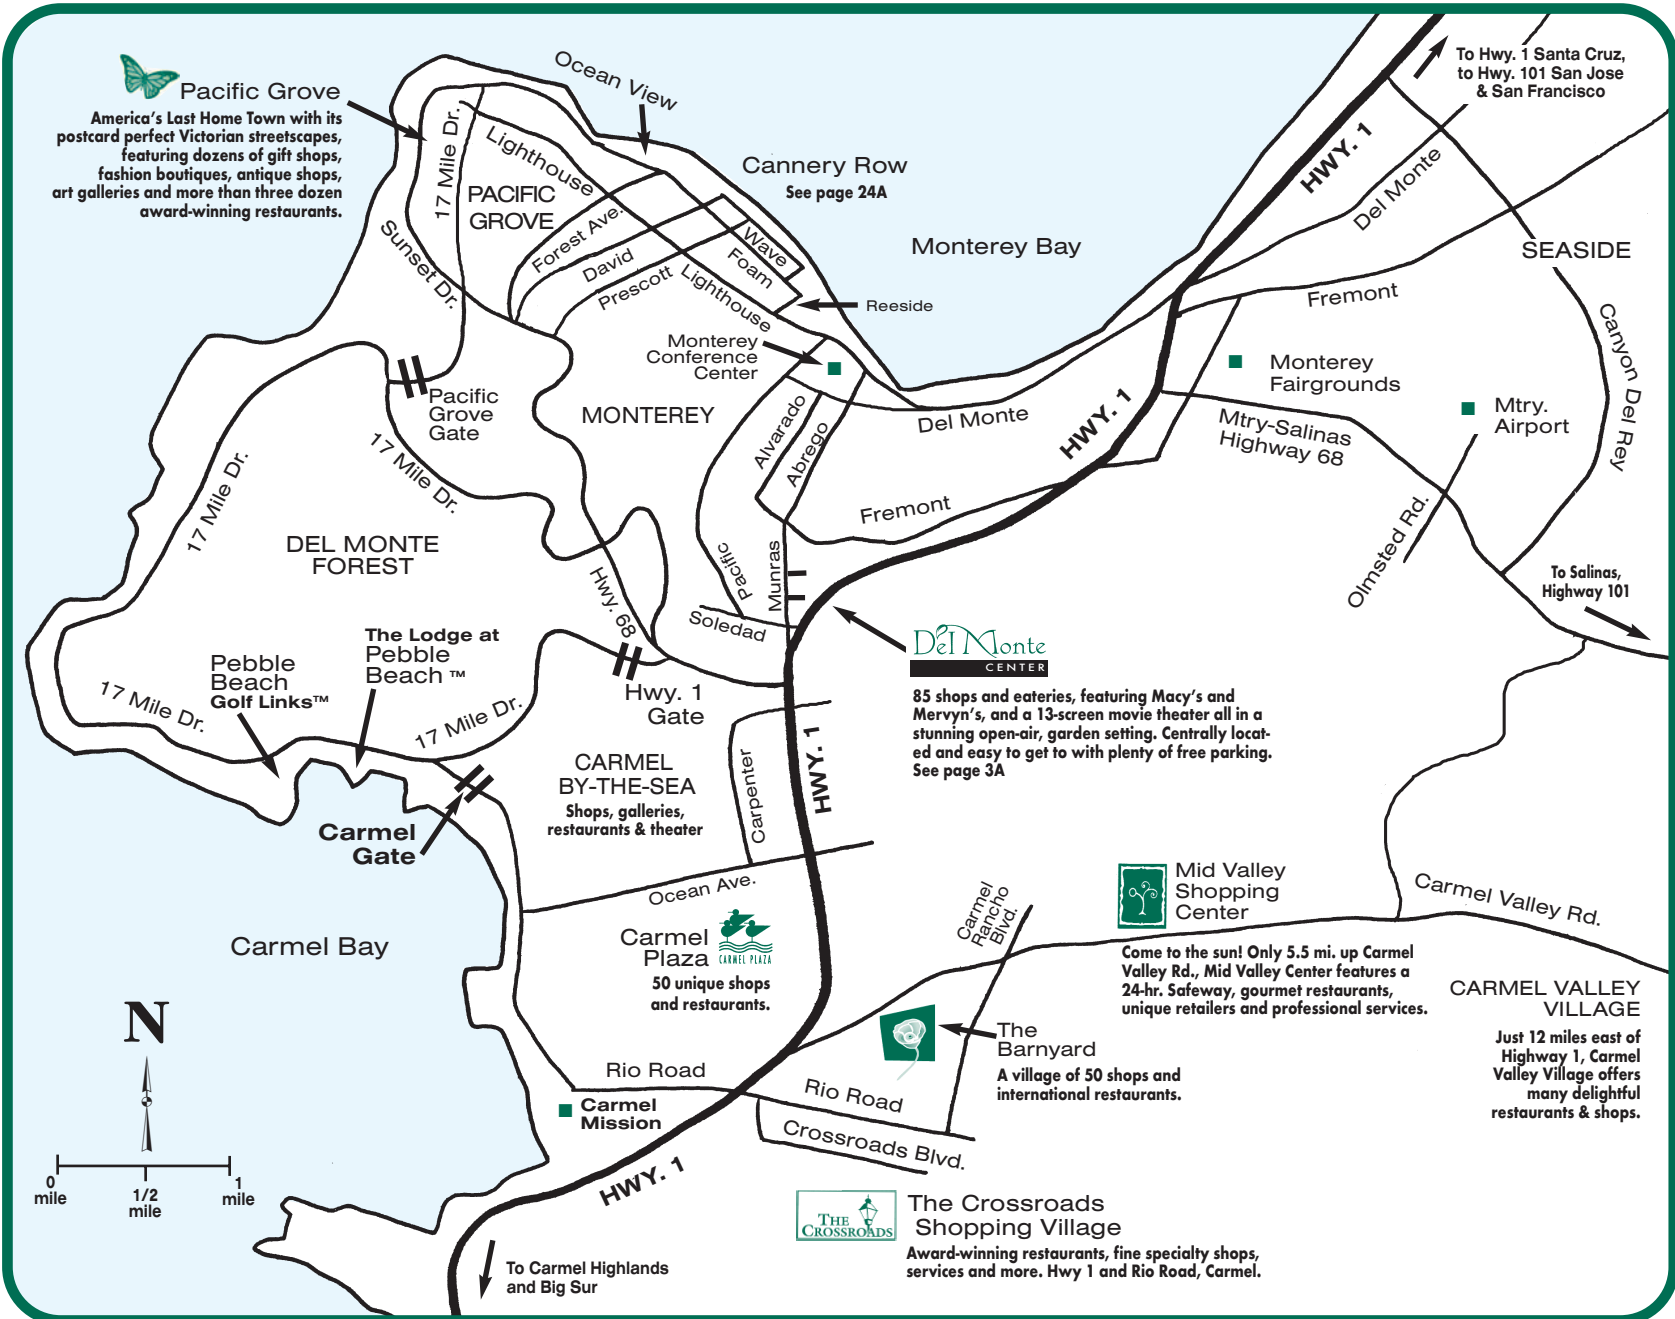 Pacific Grove
America's Last Home Town with its
postcard perfect Victorian streetscapes,
featuring dozens of gift shops,
fashion boutiques, antique shops,
art galleries and more than three dozen
award-winning restaurants.
Ocean View
Cannery Row
See page 24A
Monterey Bay
To Hwy. 1 Santa Cruz,
to Hwy. 101 San Jose
& San Francisco
HWY. 1
Del Monte
SEASIDE
Fremont
Canyon Del Rey
17 Mile Dr.
Lighthouse
PACIFIC
GROVE
Sunset Dr.
Forest Ave.
David
Prescott
Lighthouse
Wave
Foam
Reeside
Monterey
Conference
Center
Monterey
Fairgrounds
Mtry.
Airport
Mtry-Salinas
Highway 68
Olmsted Rd.
To Salinas,
Highway 101
Pacific
Grove
Gate
MONTEREY
Alvarado
Abrego
Del Monte
HWY. 1
Fremont
17 Mile Dr.
17 Mile Dr.
DEL MONTE
FOREST
Hwy. 68
Pacific
Munras
Soledad
Del Monte
CENTER
85 shops and eateries, featuring Macy's and
Mervyn's, and a 13-screen movie theater all in a
stunning open-air, garden setting. Centrally locat-
ed and easy to get to with plenty of free parking.
See page 3A
The Lodge at
Pebble
Beach ™
Pebble
Beach
Golf Links™
17 Mile Dr.
17 Mile Dr.
Hwy. 1
Gate
CARMEL
BY-THE-SEA
Shops, galleries,
restaurants & theater
Carpenter
HWY. 1
Carmel
Gate
Ocean Ave.
Carmel
Plaza
CARMEL PLAZA
50 unique shops
and restaurants.
Carmel Bay
Carmel
Rancho
Blvd.
Mid Valley
Shopping
Center
Come to the sun! Only 5.5 mi. up Carmel
Valley Rd., Mid Valley Center features a
24-hr. Safeway, gourmet restaurants,
unique retailers and professional services.
Carmel Valley Rd.
CARMEL VALLEY
VILLAGE
Just 12 miles east of
Highway 1, Carmel
Valley Village offers
many delightful
restaurants & shops.
The
Barnyard
A village of 50 shops and
international restaurants.
Rio Road
Rio Road
Carmel
Mission
Crossroads Blvd.
HWY. 1
N
0
mile
1/2
mile
1
mile
THE
CROSSROADS
The Crossroads
Shopping Village
Award-winning restaurants, fine specialty shops,
services and more. Hwy 1 and Rio Road, Carmel.
To Carmel Highlands
and Big Sur